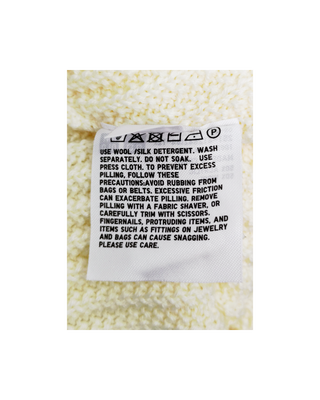 P
USE WOOL /SILK DETERGENT. WASH
SEPARATELY. DO NOT SOAK. USE
PRESS CLOTH. TO PREVENT EXCESS
PILLING, FOLLOW THESE
PRECAUTIONS:AVOID RUBBING FROM
BAGS OR BELTS. EXCESSIVE FRICTION
CAN EXACERBATE PILLING. REMOVE
PILLING WITH A FABRIC SHAVER, OR
CAREFULLY TRIM WITH SCISSORS.
FINGERNAILS, PROTRUDING ITEMS, AND
ITEMS SUCH AS FITTINGS ON JEWELRY
AND BAGS CAN CAUSE SNAGGING.
PLEASE USE CARE.